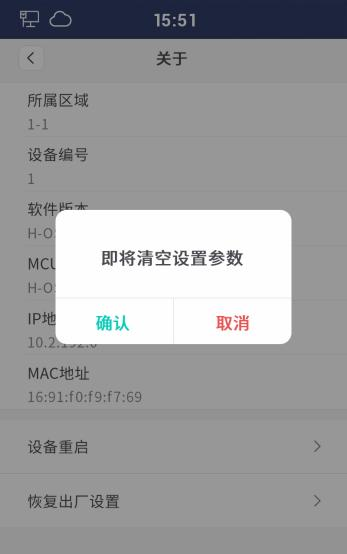 15:51
关于
所属区域
1-1
设备编号
1
软件版本
H-O
即将清空设置参数
MCU
H-O
确认
取消
IP地
10.2.192.6
MAC地址
16:91:f0:f9:f7:69
设备重启
恢复出厂设置